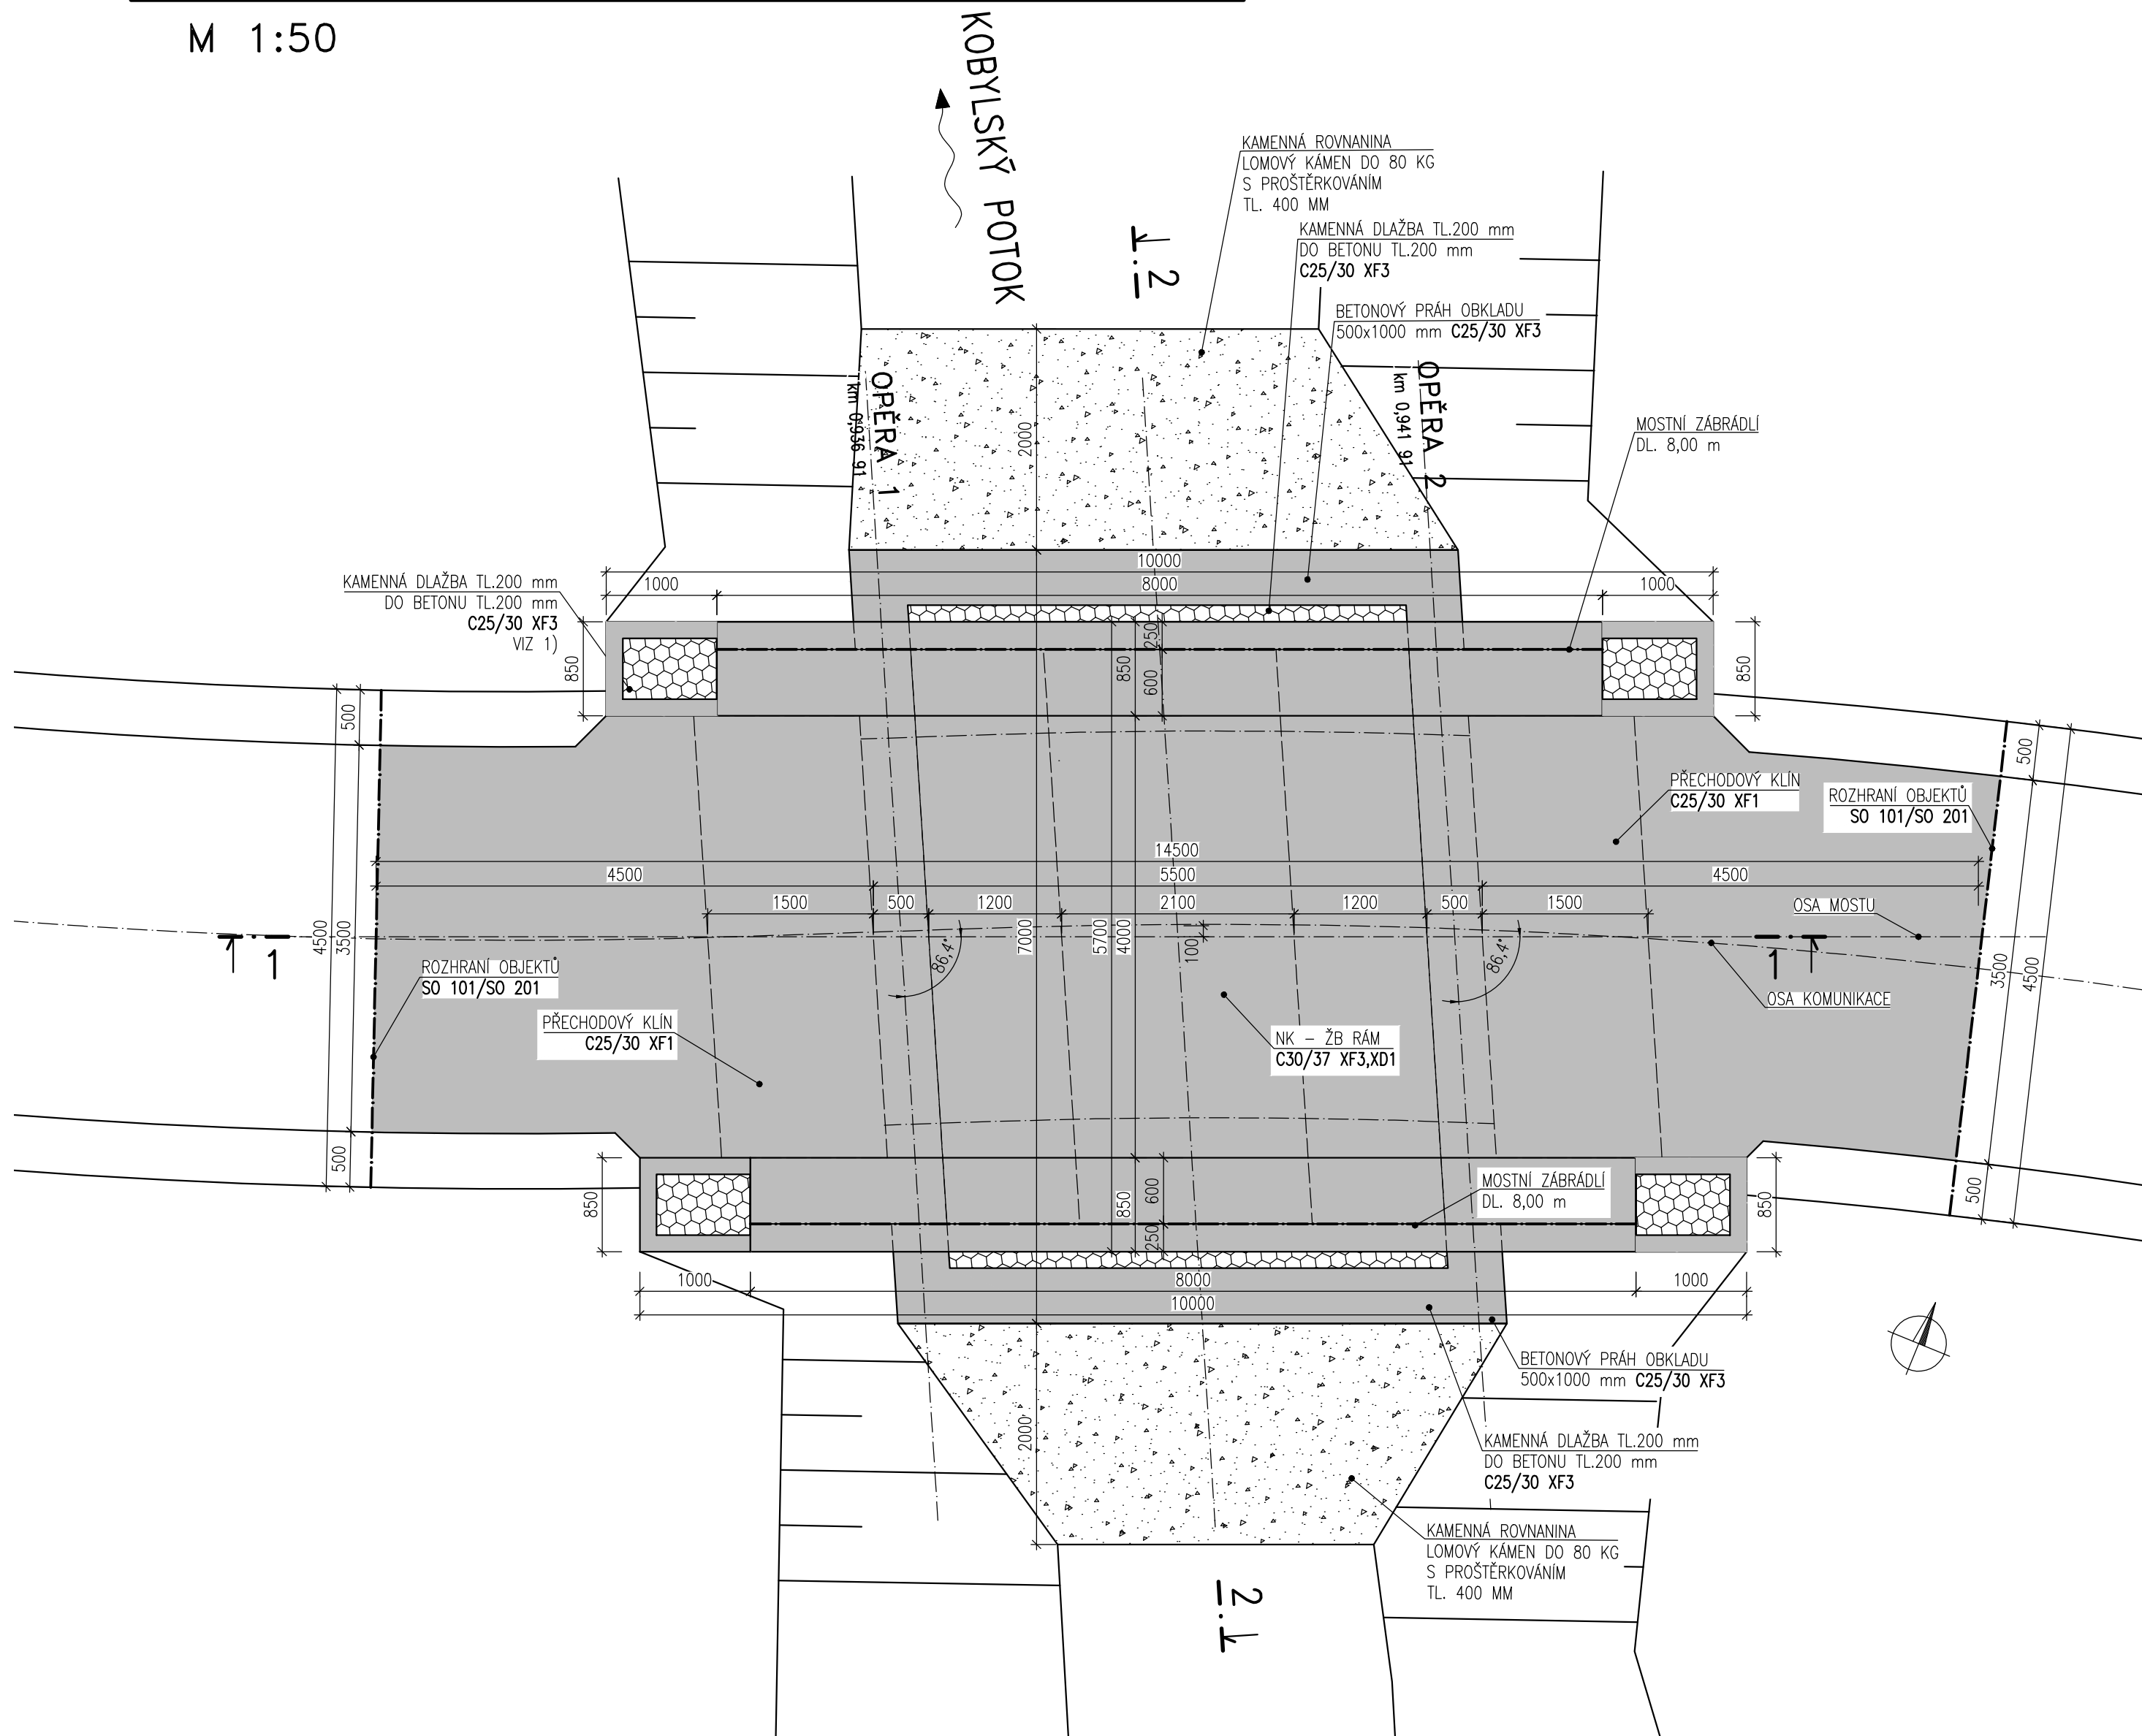 M 1:50
KOBYLSKÝ POTOK
KAMENNÁ ROVNANINA
LOMOVÝ KÁMEN DO 80 KG
S PROŠTĚRKOVÁNÍM
TL. 400 MM
2
KAMENNÁ DLAŽBA TL.200 mm
DO BETONU TL.200 mm
C25/30 XF3
BETONOVÝ PRÁH OBKLADU
500x1000 mm C25/30 XF3
OPĚRA 1
km 0,936 91
OPĚRA 2
km 0,941 91
MOSTNÍ ZÁBRADLÍ
DL. 8,00 m
2000
10000
1000
8000
1000
KAMENNÁ DLAŽBA TL.200 mm
DO BETONU TL.200 mm
C25/30 XF3
VIZ 1)
850
850
250
600
850
500
500
PŘECHODOVÝ KLÍN
C25/30 XF1
ROZHRANÍ OBJEKTŮ
SO 101/SO 201
14500
4500
5500
4500
1500
500
1200
2100
1200
500
1500
OSA MOSTU
4500
3500
7000
5700
4000
100
86,4°
86,4°
3500
4500
1
1
ROZHRANÍ OBJEKTŮ
SO 101/SO 201
OSA KOMUNIKACE
PŘECHODOVÝ KLÍN
C25/30 XF1
NK – ŽB RÁM
C30/37 XF3,XD1
500
500
850
850
600
250
850
MOSTNÍ ZÁBRADLÍ
DL. 8,00 m
1000
8000
1000
10000
BETONOVÝ PRÁH OBKLADU
500x1000 mm C25/30 XF3
2000
KAMENNÁ DLAŽBA TL.200 mm
DO BETONU TL.200 mm
C25/30 XF3
KAMENNÁ ROVNANINA
LOMOVÝ KÁMEN DO 80 KG
S PROŠTĚRKOVÁNÍM
TL. 400 MM
2